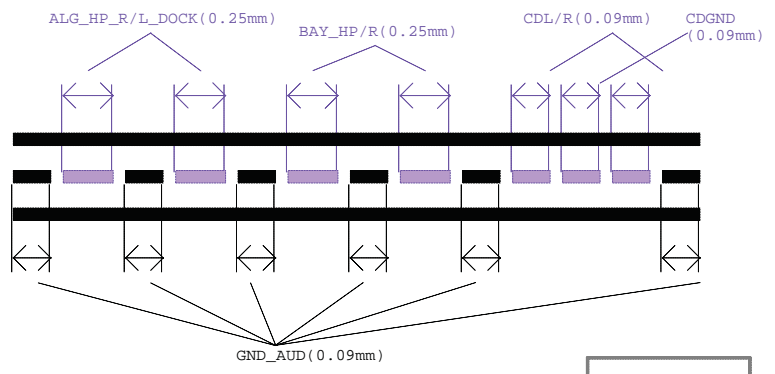 ALG_HP_R/L_DOCK(0.25mm)
BAY_HP/R(0.25mm)
CDL/R(0.09mm)
CDGND
(0.09mm)
GND_AUD(0.09mm)